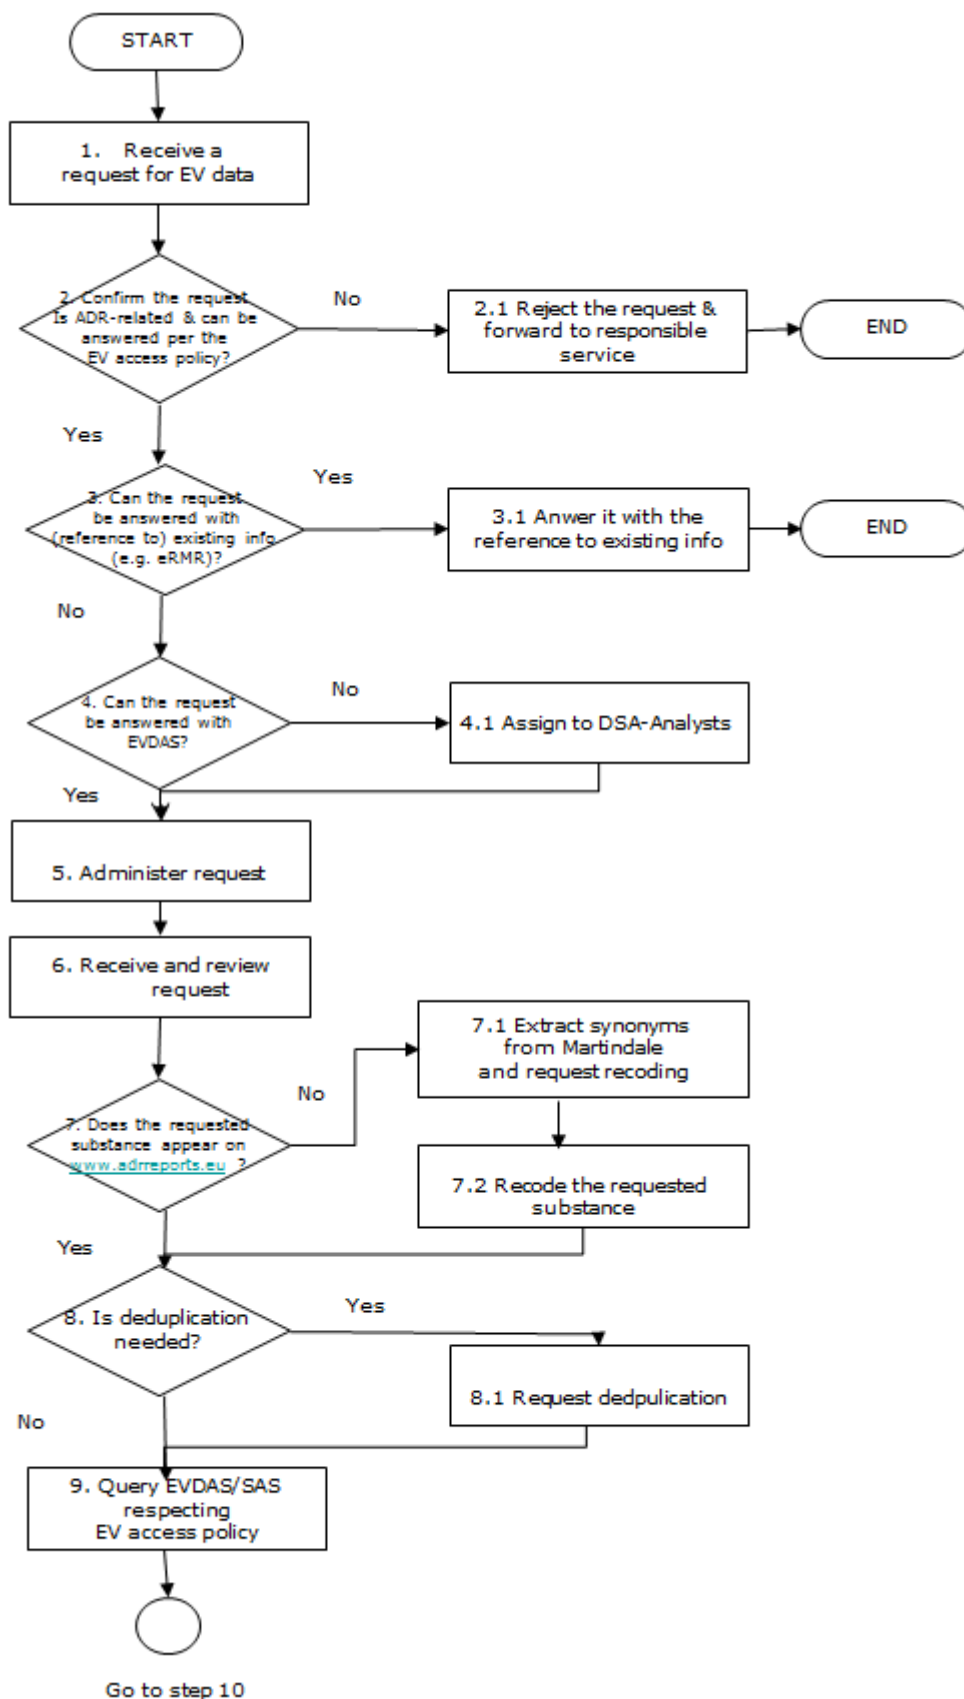 START
1. Receive a
request for EV data
2. Confirm the request
Is ADR-related & can be
answered per the
EV access policy?
No
2.1 Reject the request &
forward to responsible
service
END
Yes
3. Can the request
be answered with
(reference to) existing info
(e.g. eRMR)?
Yes
3.1 Anwer it with the
reference to existing info
END
No
4. Can the request
be answered with
EVDAS?
No
4.1 Assign to DSA-Analysts
Yes
5. Administer request
6. Receive and review
request
7. Does the requested
substance appear on
www.adrreports.eu ?
No
7.1 Extract synonyms
from Martindale
and request recoding
7.2 Recode the requested
substance
Yes
8. Is deduplication
needed?
Yes
8.1 Request dedpulication
No
9. Query EVDAS/SAS
respecting
EV access policy
Go to step 10